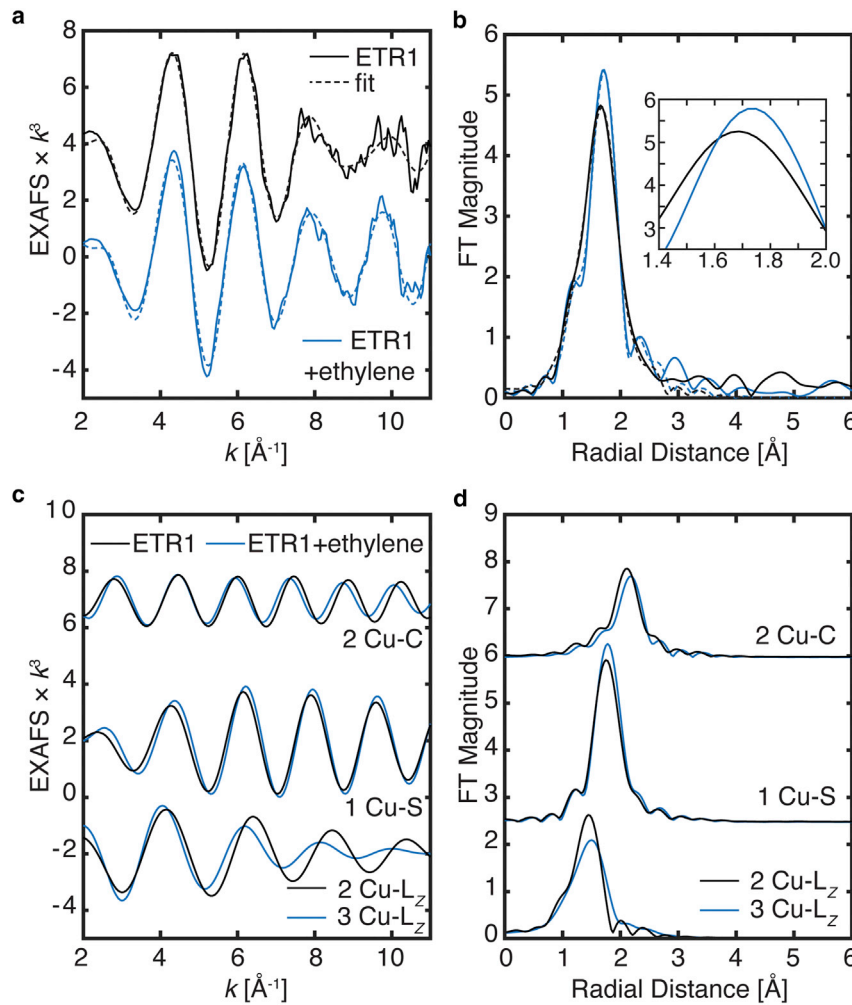 a
EXAFS × k³
8
6
4
2
0
-2
-4
ETR1
fit
ETR1
+ethylene
2 4 6 8 10
k [Å⁻¹]
b
FT Magnitude
6
5
4
3
2
1
0
6
5
4
3
1.4 1.6 1.8 2.0
0 1 2 3 4 5 6
Radial Distance [Å]
c
EXAFS × k³
10
8
6
4
2
0
-2
-4
ETR1 ETR1+ethylene
2 Cu-C
1 Cu-S
2 Cu-LZ
3 Cu-LZ
2 4 6 8 10
k [Å⁻¹]
d
FT Magnitude
9
8
7
6
5
4
3
2
1
0
2 Cu-C
1 Cu-S
2 Cu-LZ
3 Cu-LZ
0 1 2 3 4 5 6
Radial Distance [Å]